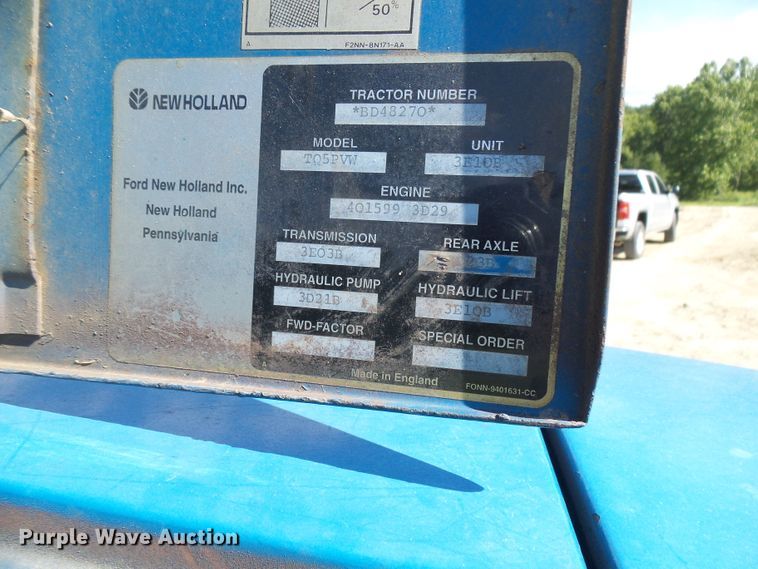 50%
A F2NN-8N171-AA
NEW HOLLAND
Ford New Holland Inc.
New Holland
Pennsylvania
TRACTOR NUMBER
*BD48270*
MODEL UNIT
TQ5PVW 3E10B
ENGINE
401599 3D29
TRANSMISSION REAR AXLE
3E03B 23B
HYDRAULIC PUMP HYDRAULIC LIFT
3D21B 3E10B
FWD-FACTOR SPECIAL ORDER
A Made in England FONN-9401631-CC
Purple Wave Auction®